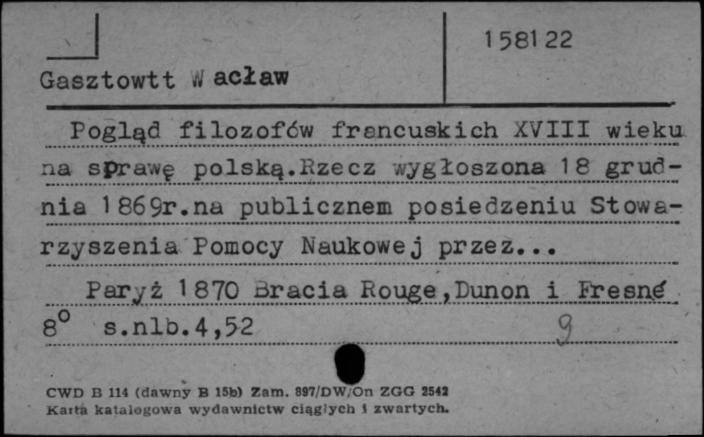 158122
Gasztowtt Wacław
Pogląd filozofów francuskich XVIII wieku
na sprawę polską.Rzecz wygłoszona 18 grud-
nia 1869r.na publicznem posiedzeniu Stowa-
rzyszenia Pomocy Naukowej przez...
Paryż 1870 Bracia Rouge,Dunon i Fresné
8° s.nlb.4,52
9
CWD B 114 (dawny B 15b) Zam. 897/DW/On ZGG 2542
Karta katalogowa wydawnictw ciągłych i zwartych.